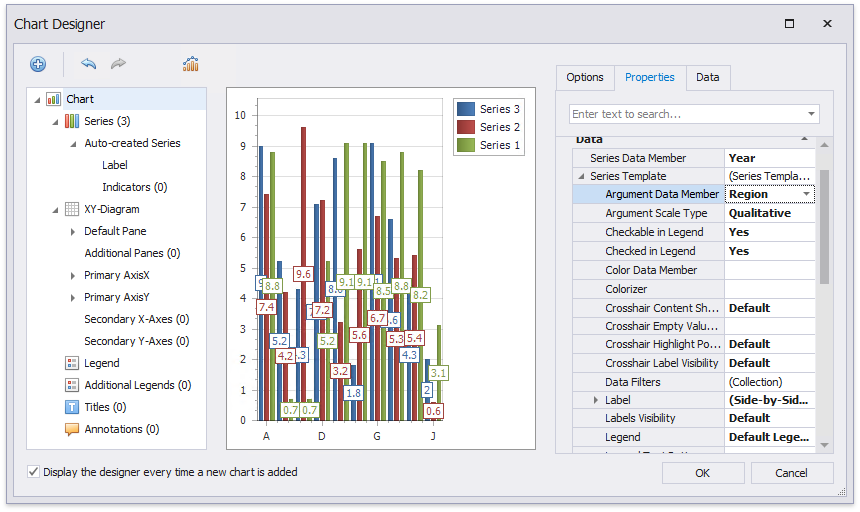 Chart Designer
Chart
Series (3)
Auto-created Series
Label
Indicators (0)
XY-Diagram
Default Pane
Additional Panes (0)
Primary AxisX
Primary AxisY
Secondary X-Axes (0)
Secondary Y-Axes (0)
Legend
Additional Legends (0)
Titles (0)
Annotations (0)
10
9
8
7
6
5
4
3
2
1
0
A
D
G
J
8.8
7.4
5.2
4.2
0.7
9.6
0.7
7.2
5.2
3.2
9.1
1.8
5.6
9.1
6.7
8.5
5.3
8.8
4.3
5.4
8.2
2
0.6
3.1
Series 3
Series 2
Series 1
Options
Properties
Data
Enter text to search...
Data
Series Data Member Year
Series Template (Series Templa...
Argument Data Member Region
Argument Scale Type Qualitative
Checkable in Legend Yes
Checked in Legend Yes
Color Data Member
Colorizer
Crosshair Content Sh... Default
Crosshair Empty Valu...
Crosshair Highlight Po... Default
Crosshair Label Visibility Default
Data Filters (Collection)
Label (Side-by-Sid...
Labels Visibility Default
Legend Default Lege...
Display the designer every time a new chart is added
OK
Cancel